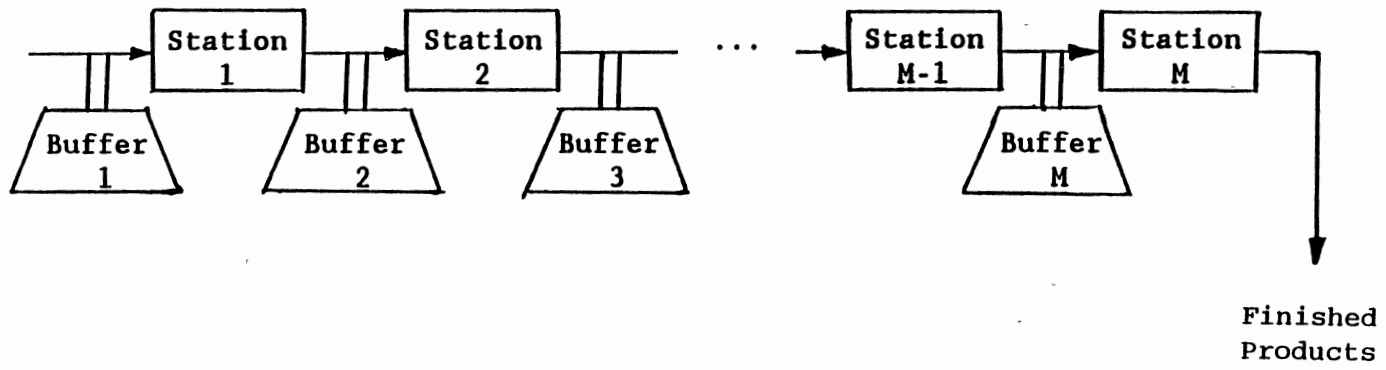 Station
1
Station
2
...
Station
M-1
Station
M
Buffer
1
Buffer
2
Buffer
3
Buffer
M
Finished
Products